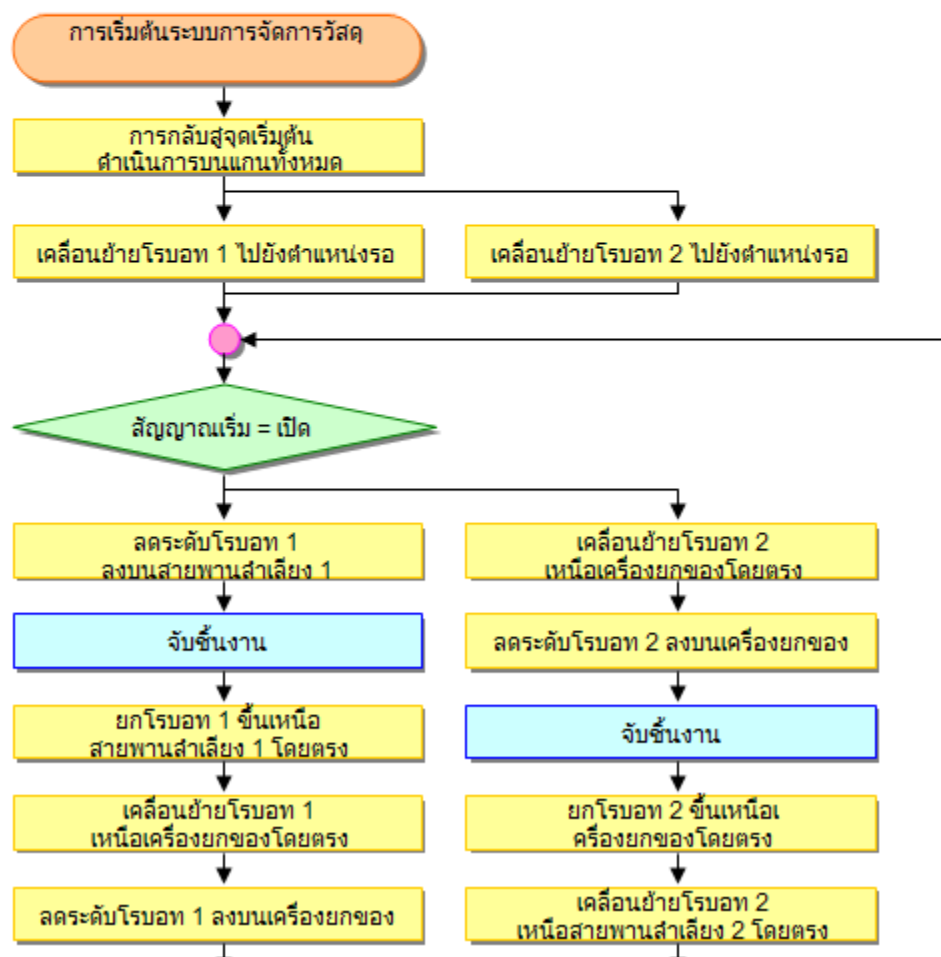 การเริ่มต้นระบบการจัดการวัสดุ
การกลับสู่จุดเริ่มต้น
ดำเนินการบนแกนทั้งหมด
เคลื่อนย้ายโรบอท 1 ไปยังตำแหน่งรอ
เคลื่อนย้ายโรบอท 2 ไปยังตำแหน่งรอ
สัญญาณเริ่ม = เปิด
ลดระดับโรบอท 1
ลงบนสายพานลำเลียง 1
เคลื่อนย้ายโรบอท 2
เหนือเครื่องยกของโดยตรง
จับชิ้นงาน
ลดระดับโรบอท 2 ลงบนเครื่องยกของ
ยกโรบอท 1 ขึ้นเหนือ
สายพานลำเลียง 1 โดยตรง
จับชิ้นงาน
เคลื่อนย้ายโรบอท 1
เหนือเครื่องยกของโดยตรง
ยกโรบอท 2 ขึ้นเหนือเ
ครื่องยกของโดยตรง
ลดระดับโรบอท 1 ลงบนเครื่องยกของ
เคลื่อนย้ายโรบอท 2
เหนือสายพานลำเลียง 2 โดยตรง